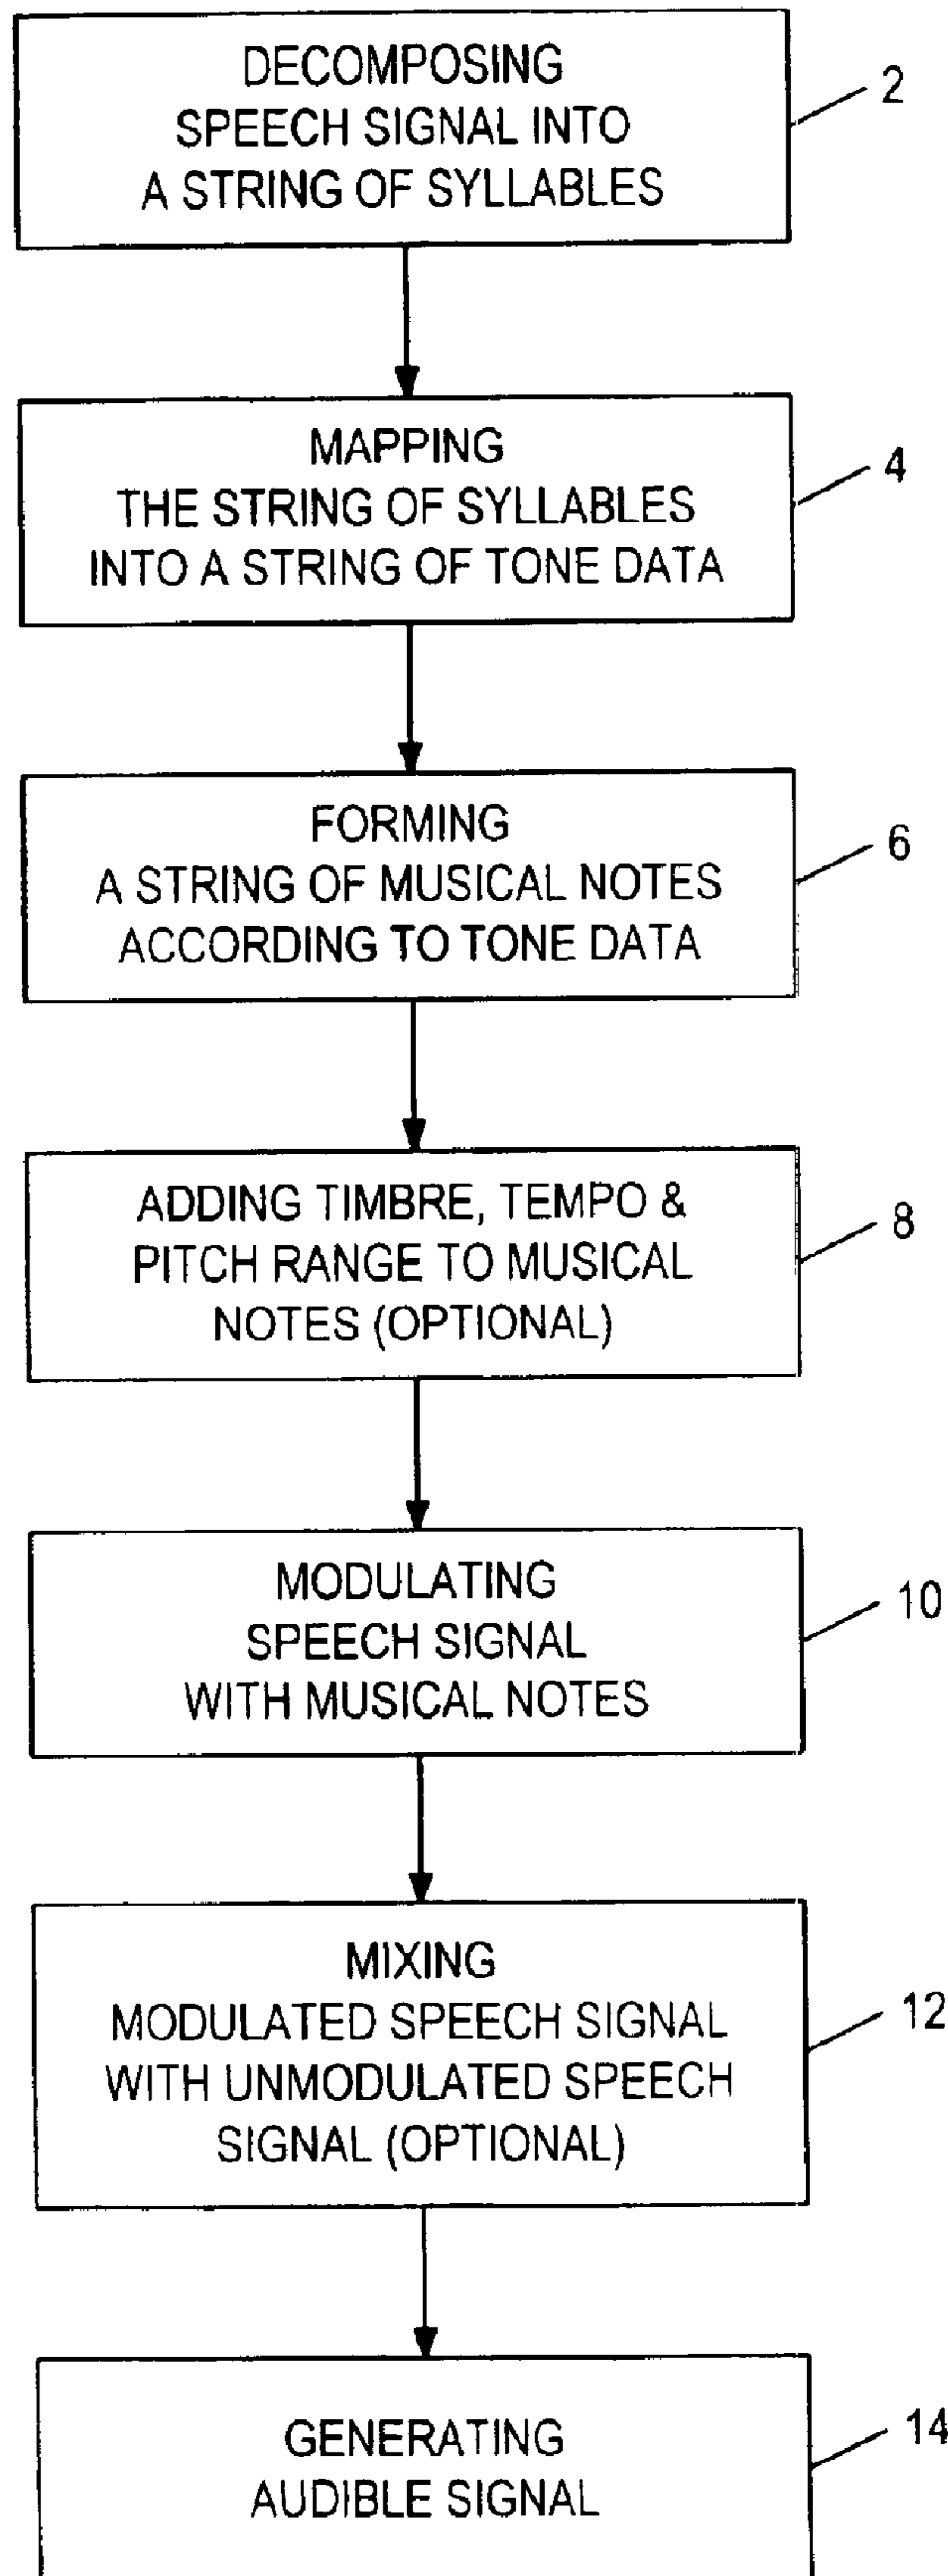 DECOMPOSING
SPEECH SIGNAL INTO
A STRING OF SYLLABLES
2
MAPPING
THE STRING OF SYLLABLES
INTO A STRING OF TONE DATA
4
FORMING
A STRING OF MUSICAL NOTES
ACCORDING TO TONE DATA
6
ADDING TIMBRE, TEMPO &
PITCH RANGE TO MUSICAL
NOTES (OPTIONAL)
8
MODULATING
SPEECH SIGNAL
WITH MUSICAL NOTES
10
MIXING
MODULATED SPEECH SIGNAL
WITH UNMODULATED SPEECH
SIGNAL (OPTIONAL)
12
GENERATING
AUDIBLE SIGNAL
14